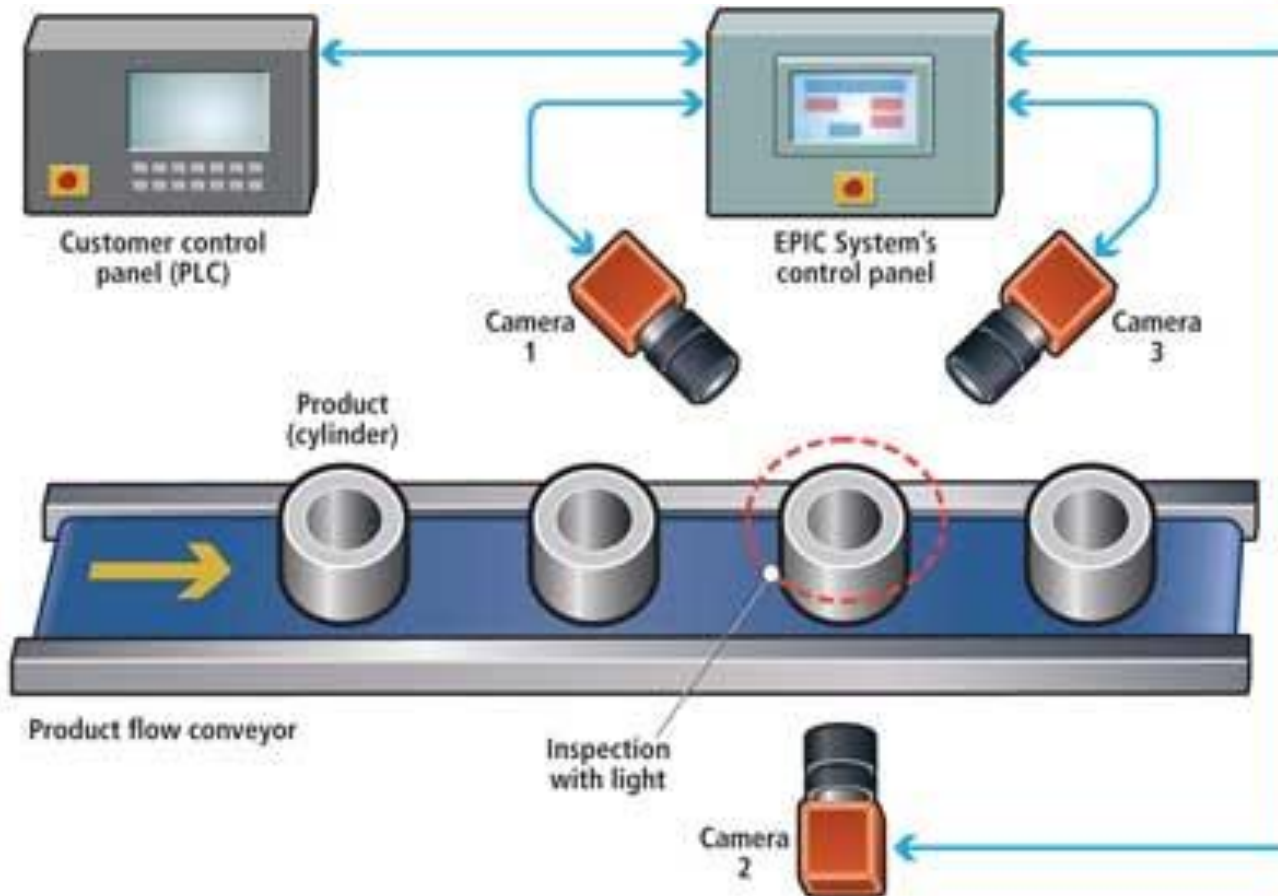 Customer control
panel (PLC)
EPIC System's
control panel
Camera
1
Camera
3
Product
(cylinder)
Product flow conveyor
Inspection
with light
Camera
2